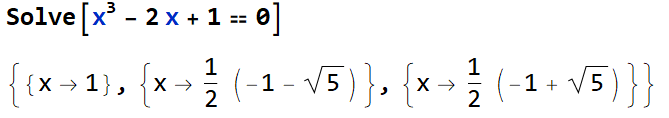 Solve[x³ - 2 x + 1 == 0]
{{x → 1}, {x → 1/2 (-1 - √5)}, {x → 1/2 (-1 + √5)}}